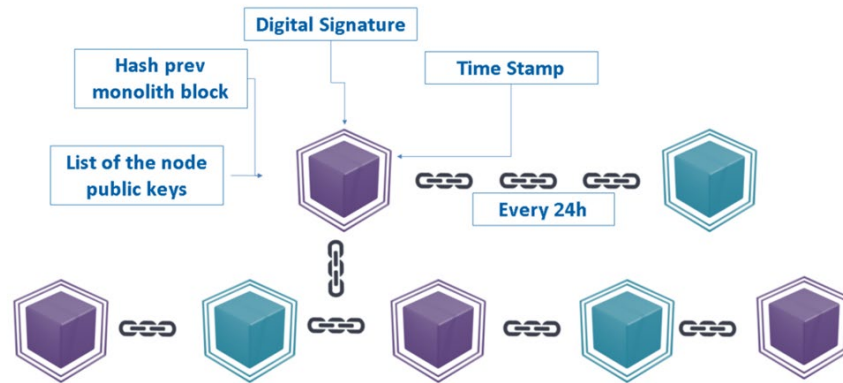 Digital Signature
Hash prev
monolith block
Time Stamp
List of the node
public keys
Every 24h